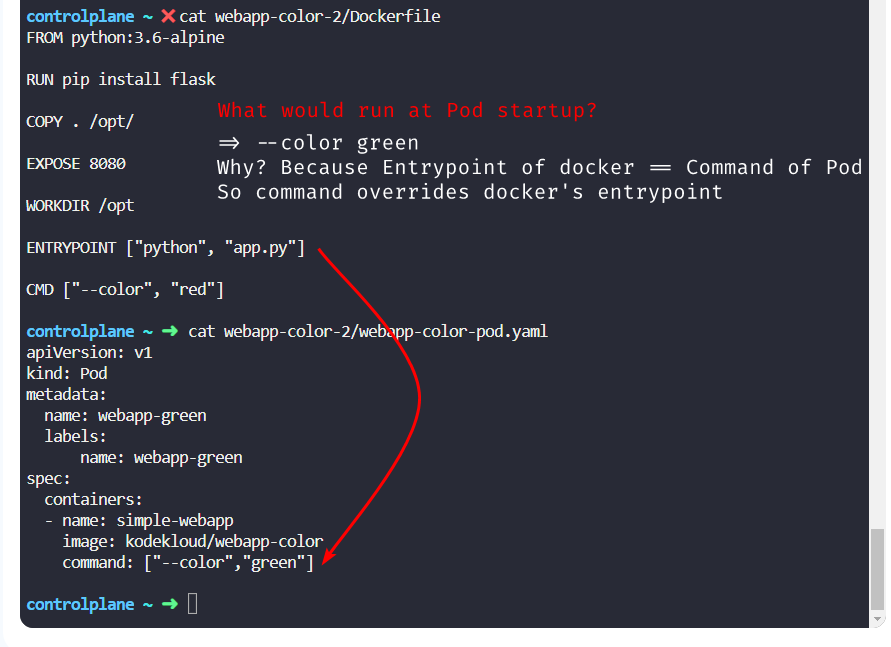 controlplane ~ ✖ cat webapp-color-2/Dockerfile
FROM python:3.6-alpine
RUN pip install flask
What would run at Pod startup?
COPY . /opt/
⇒ --color green
EXPOSE 8080
Why? Because Entrypoint of docker == Command of Pod
So command overrides docker's entrypoint
WORKDIR /opt
ENTRYPOINT ["python", "app.py"]
CMD ["--color", "red"]
controlplane ~ ➜ cat webapp-color-2/webapp-color-pod.yaml
apiVersion: v1
kind: Pod
metadata:
  name: webapp-green
  labels:
      name: webapp-green
spec:
  containers:
  - name: simple-webapp
    image: kodekloud/webapp-color
    command: ["--color","green"]
controlplane ~ ➜